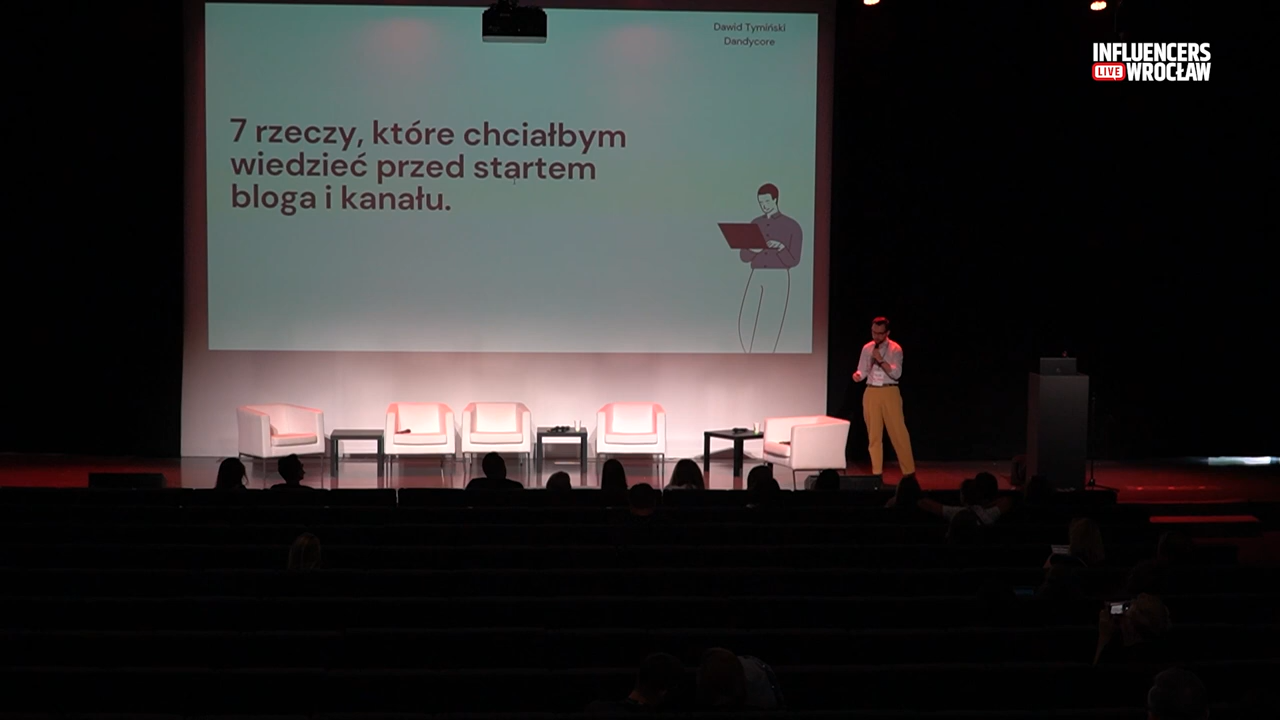 Dawid Tymiński
Dandycore
INFLUENCERS
LIVE WROCŁAW
7 rzeczy, które chciałbym
wiedzieć przed startem
bloga i kanału.